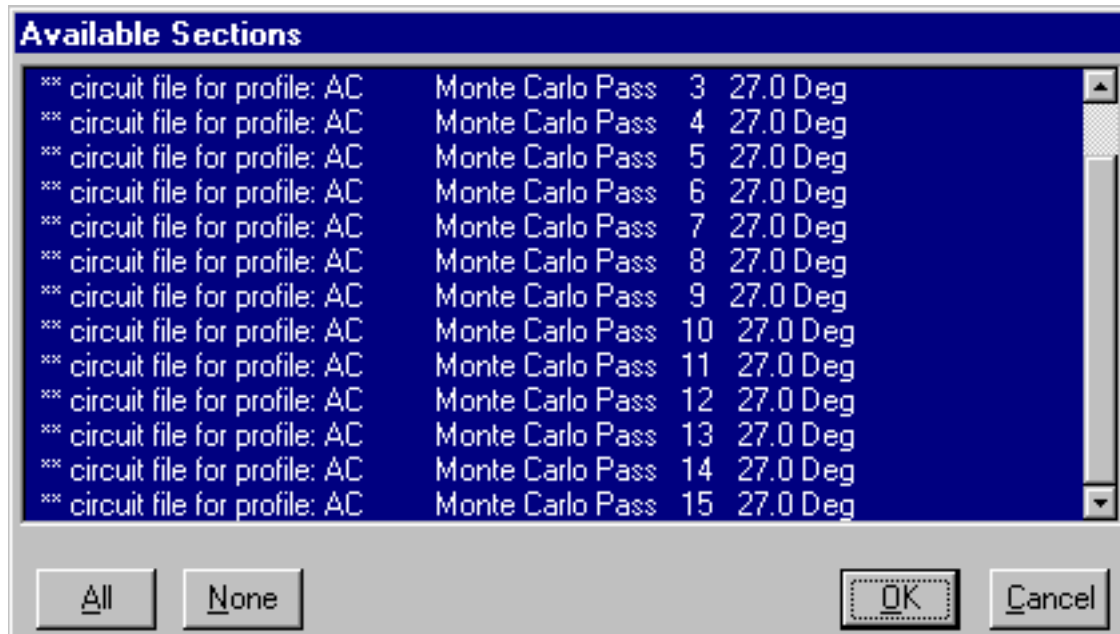 Available Sections
** circuit file for profile: AC Monte Carlo Pass 3 27.0 Deg
** circuit file for profile: AC Monte Carlo Pass 4 27.0 Deg
** circuit file for profile: AC Monte Carlo Pass 5 27.0 Deg
** circuit file for profile: AC Monte Carlo Pass 6 27.0 Deg
** circuit file for profile: AC Monte Carlo Pass 7 27.0 Deg
** circuit file for profile: AC Monte Carlo Pass 8 27.0 Deg
** circuit file for profile: AC Monte Carlo Pass 9 27.0 Deg
** circuit file for profile: AC Monte Carlo Pass 10 27.0 Deg
** circuit file for profile: AC Monte Carlo Pass 11 27.0 Deg
** circuit file for profile: AC Monte Carlo Pass 12 27.0 Deg
** circuit file for profile: AC Monte Carlo Pass 13 27.0 Deg
** circuit file for profile: AC Monte Carlo Pass 14 27.0 Deg
** circuit file for profile: AC Monte Carlo Pass 15 27.0 Deg
All None OK Cancel